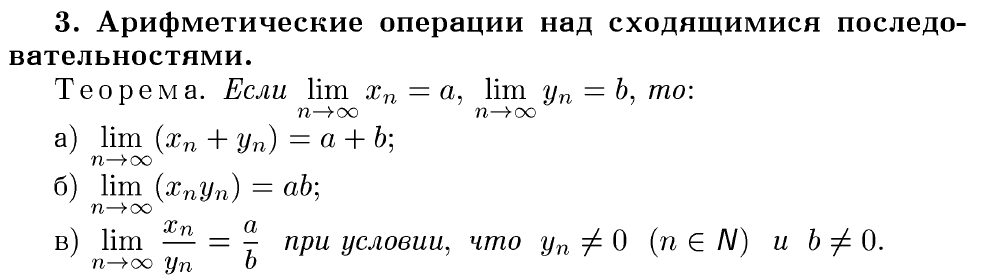 3. Арифметические операции над сходящимися последо-
вательностями.
Теорема. Если lim_{n→∞} x_n = a, lim_{n→∞} y_n = b, то:
а) lim_{n→∞} (x_n + y_n) = a + b;
б) lim_{n→∞} (x_n y_n) = ab;
в) lim_{n→∞} x_n/y_n = a/b при условии, что y_n ≠ 0 (n ∈ N) и b ≠ 0.